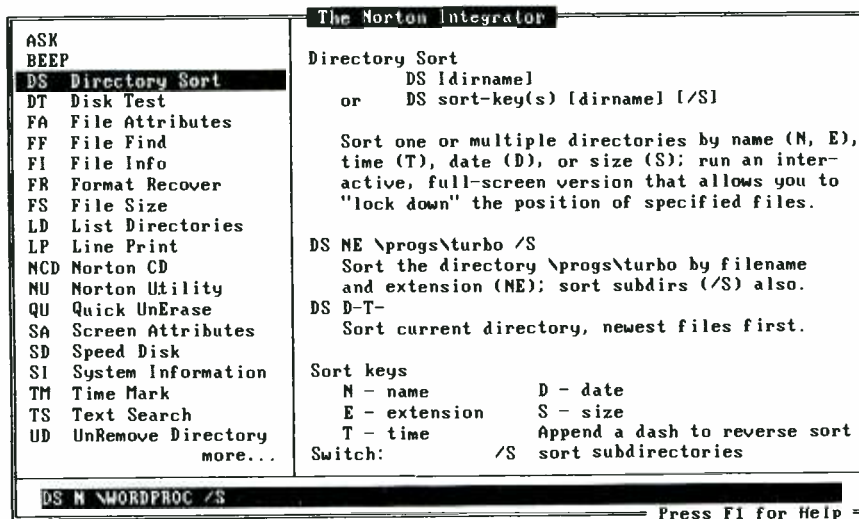 The Norton Integrator
ASK
BEEP
DS Directory Sort
DT Disk Test
FA File Attributes
FF File Find
FI File Info
FR Format Recover
FS File Size
LD List Directories
LP Line Print
NCD Norton CD
NU Norton Utility
QU Quick UnErase
SA Screen Attributes
SD Speed Disk
SI System Information
TM Time Mark
TS Text Search
UD UnRemove Directory
more...
Directory Sort
DS [dirname]
or DS sort-key(s) [dirname] [/S]
Sort one or multiple directories by name (N, E),
time (T), date (D), or size (S); run an inter-
active, full-screen version that allows you to
"lock down" the position of specified files.
DS NE \progs\turbo /S
Sort the directory \progs\turbo by filename
and extension (NE); sort subdirs (/S) also.
DS D-T-
Sort current directory, newest files first.
Sort keys
N - name D - date
E - extension S - size
T - time Append a dash to reverse sort
Switch: /S sort subdirectories
DS N \WORDPROC /S
Press F1 for Help